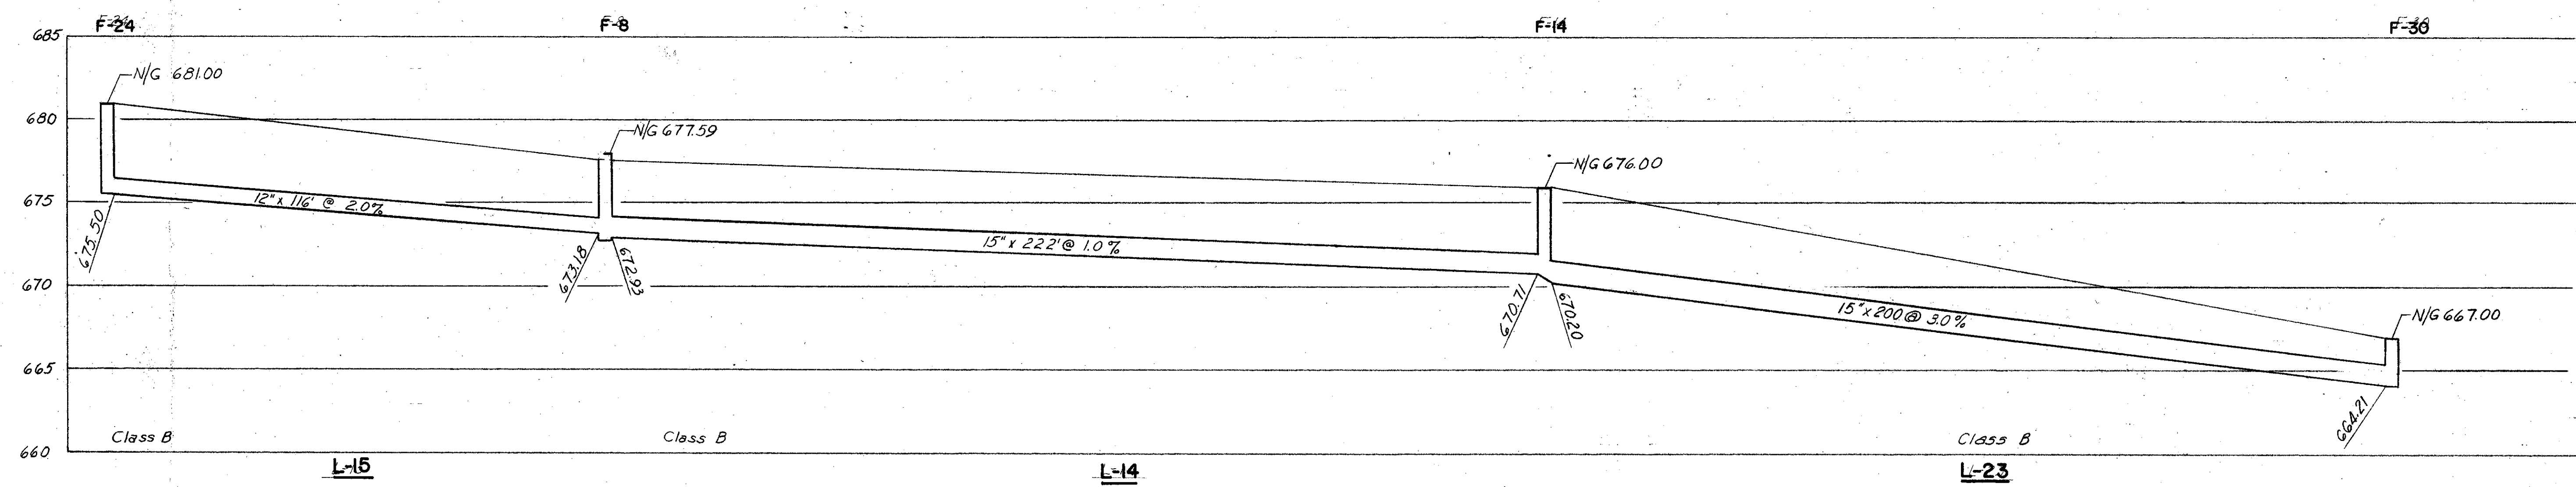 F-24
F-8
F-14
F-30
685
N/G 681.00
680
N/G 677.59
N/G 676.00
675
12" x 116' @ 2.0%
675.50
15" x 222' @ 1.0%
673.18
672.93
670
670.71
670.20
15" x 200 @ 3.0%
N/G 667.00
665
664.21
Class B
Class B
Class B
660
L-15
L-14
L-23